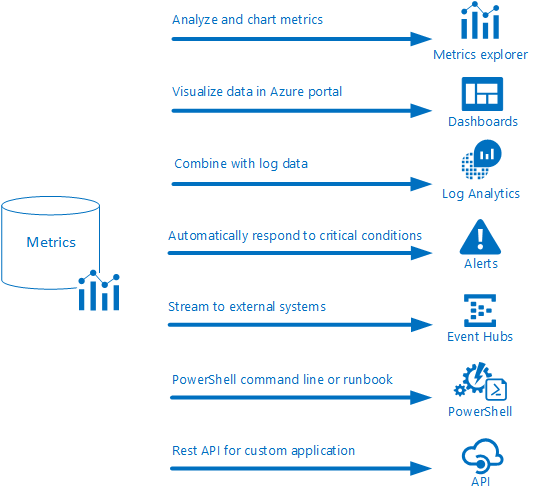 Analyze and chart metrics
Metrics explorer
Visualize data in Azure portal
Dashboards
Combine with log data
Log Analytics
Metrics
Automatically respond to critical conditions
Alerts
Stream to external systems
Event Hubs
PowerShell command line or runbook
PowerShell
Rest API for custom application
API